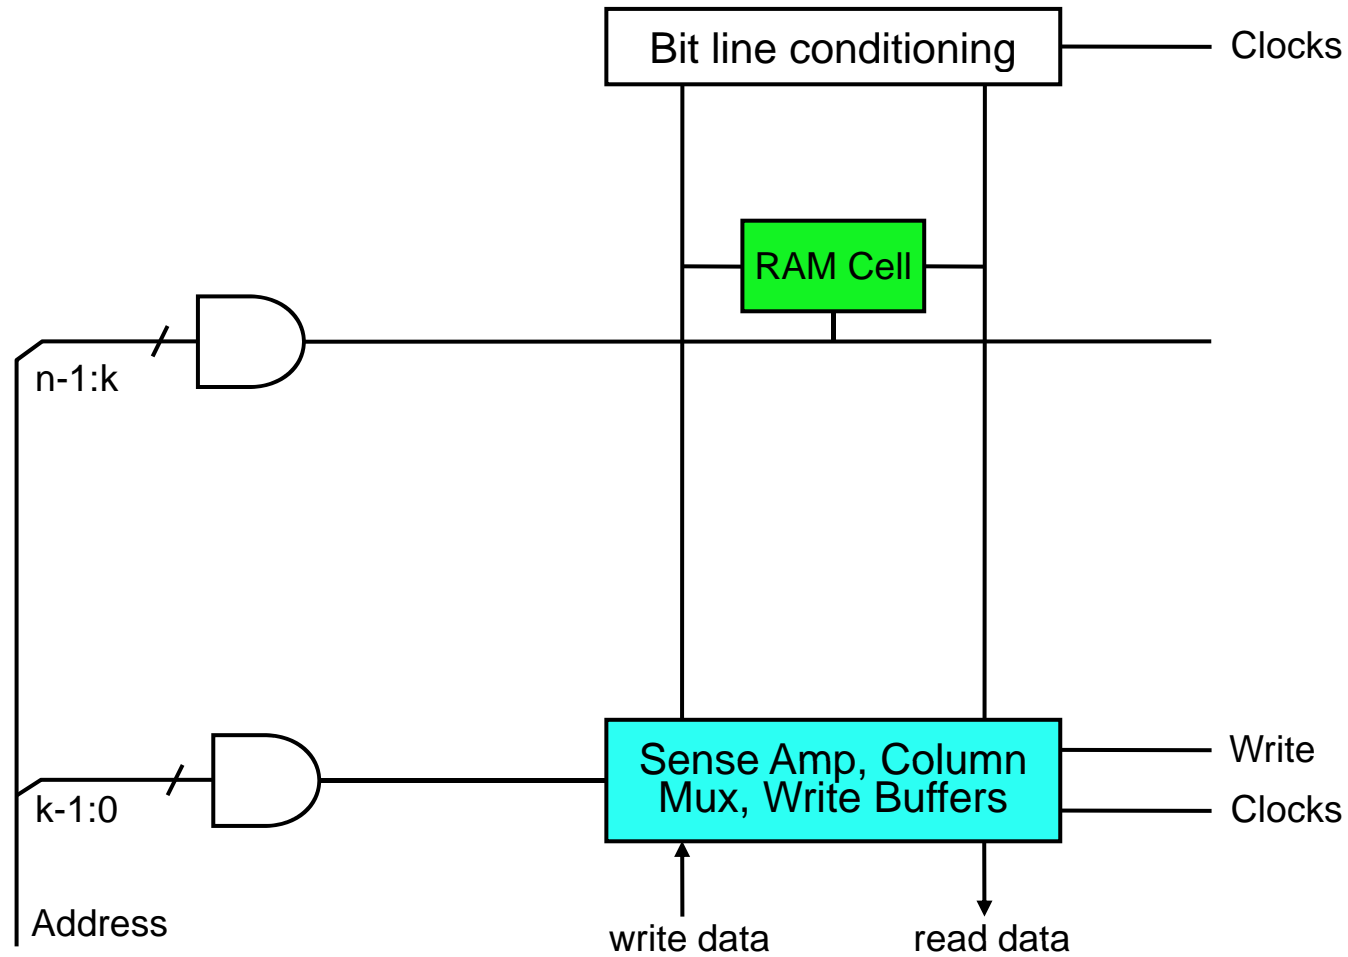 Bit line conditioning
Clocks
RAM Cell
n-1:k
Sense Amp, Column
Mux, Write Buffers
Write
Clocks
k-1:0
Address
write data
read data